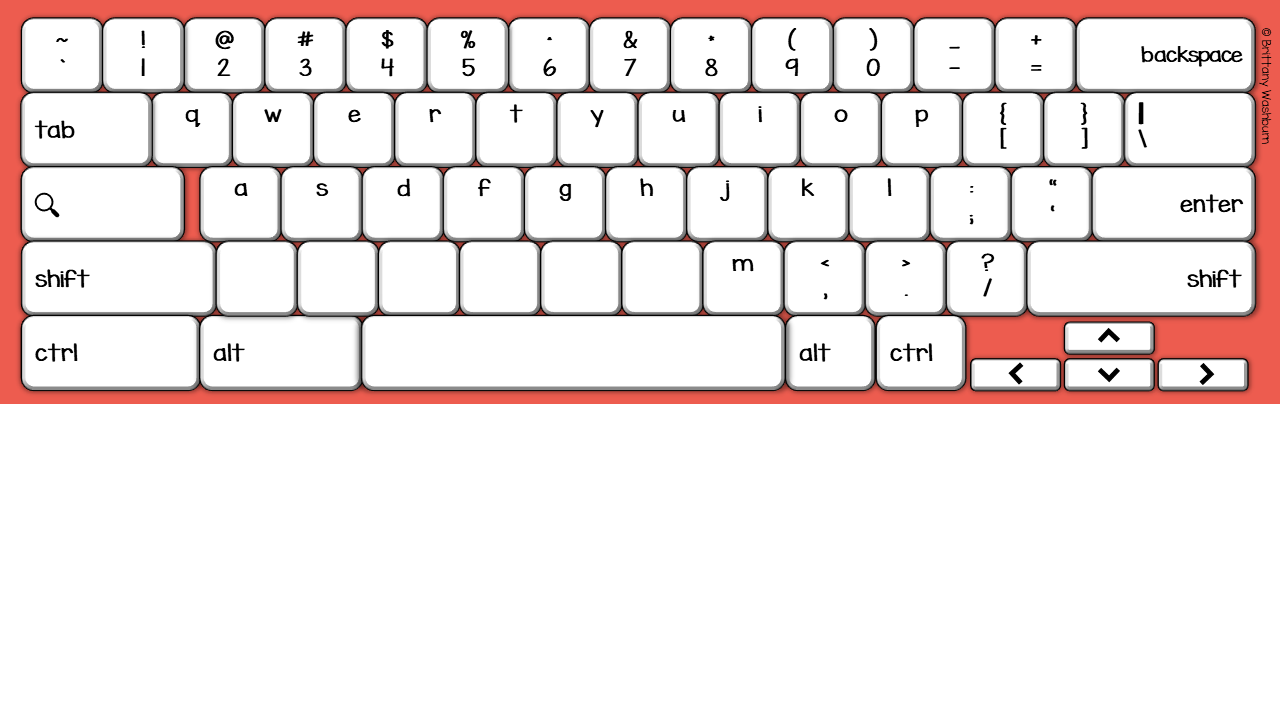 ~ ! @ # $ % ^ & * ( ) _ +
` 1 2 3 4 5 6 7 8 9 0 - = backspace
tab q w e r t y u i o p { } |
[ ] \
a s d f g h j k l : “
; ‘ enter
shift m < > ? shift
, . /
ctrl alt alt ctrl
© Brittany Washburn